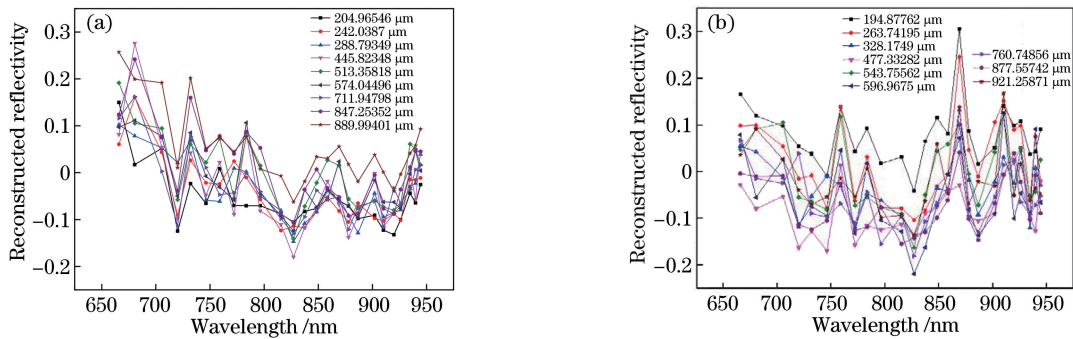 (a)
204.96546 μm
242.0387 μm
288.79349 μm
445.82348 μm
513.35818 μm
574.04496 μm
711.94798 μm
847.25352 μm
889.99401 μm
Reconstructed reflectivity
0.3
0.2
0.1
0
−0.1
−0.2
650 700 750 800 850 900 950
Wavelength /nm
(b)
194.87762 μm
263.74195 μm
328.1749 μm
477.33282 μm
543.75562 μm
596.9675 μm
760.74856 μm
877.55742 μm
921.25871 μm
Reconstructed reflectivity
0.3
0.2
0.1
0
−0.1
−0.2
650 700 750 800 850 900 950
Wavelength /nm